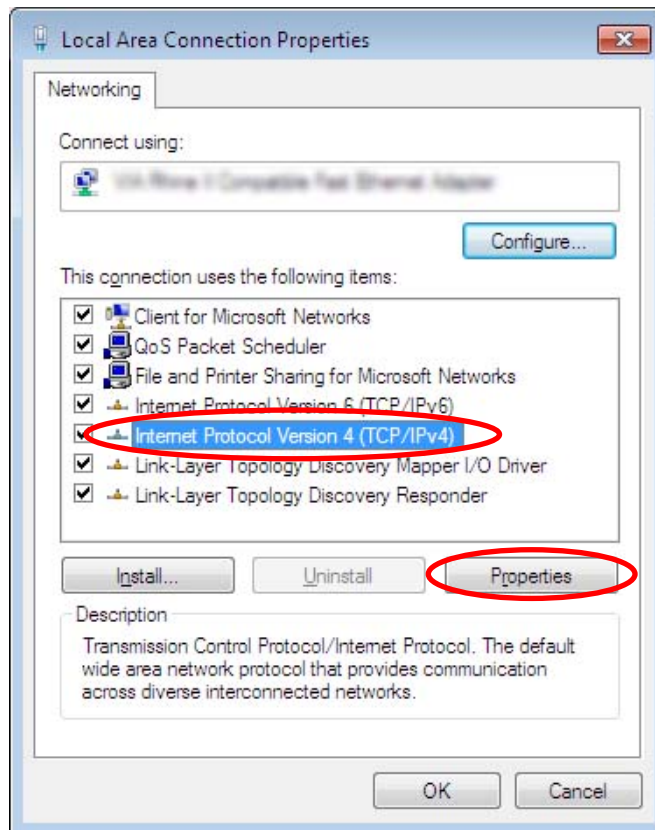 Local Area Connection Properties
Networking
Connect using:
Configure...
This connection uses the following items:
Client for Microsoft Networks
QoS Packet Scheduler
File and Printer Sharing for Microsoft Networks
Internet Protocol Version 6 (TCP/IPv6)
Internet Protocol Version 4 (TCP/IPv4)
Link-Layer Topology Discovery Mapper I/O Driver
Link-Layer Topology Discovery Responder
Install...
Uninstall
Properties
Description
Transmission Control Protocol/Internet Protocol. The default
wide area network protocol that provides communication
across diverse interconnected networks.
OK
Cancel